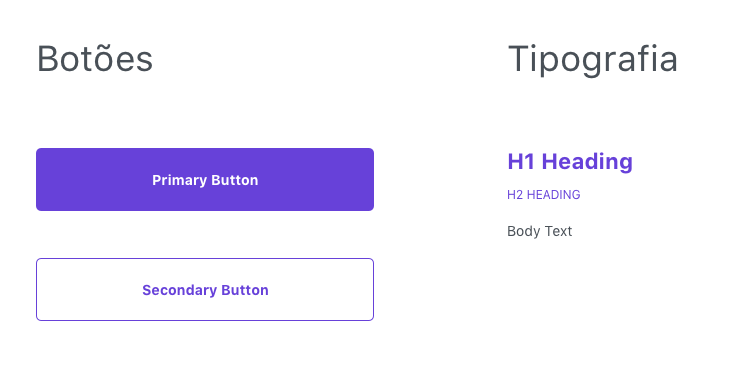 Botões
Primary Button
Secondary Button
Tipografia
H1 Heading
H2 HEADING
Body Text